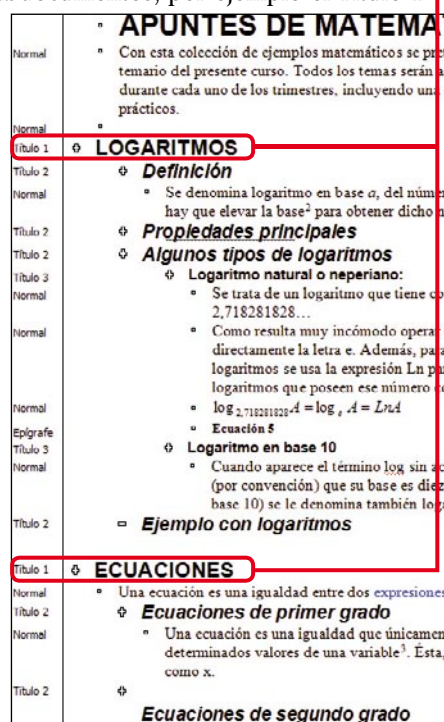 APUNTES DE MATEMA
Normal Con esta colección de ejemplos matemáticos se
temario del presente curso. Todos los temas serán
durante cada uno de los trimestres, incluyendo una
prácticos.
Normal
Título 1 LOGARITMOS
Título 2 Definición
Normal Se denomina logaritmo en base a, del núme
hay que elevar la base2 para obtener dicho
Título 2 Propiedades principales
Título 2 Algunos tipos de logaritmos
Título 3 Logaritmo natural o neperiano:
Normal Se trata de un logaritmo que tiene
2,718281828…
Normal Como resulta muy incómodo operar
directamente la letra e. Además, para
logaritmos se usa la expresión Ln
logaritmos que poseen ese número
Normal log 2,718281828 A = log e A = LnA
Epígrafe Ecuación 5
Título 3 Logaritmo en base 10
Normal Cuando aparece el término log sin
(por convención) que su base es diez
base 10) se le denomina también
Título 2 Ejemplo con logaritmos
Título 1 ECUACIONES
Normal Una ecuación es una igualdad entre dos expresiones
Título 2 Ecuaciones de primer grado
Normal Una ecuación es una igualdad que únicamen
determinados valores de una variable3. Ésta,
como x.
Título 2
Ecuaciones de segundo grado